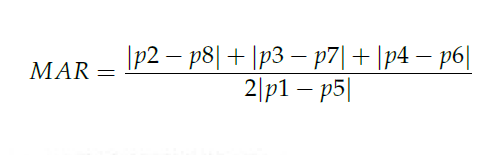 MAR = |p2 − p8| + |p3 − p7| + |p4 − p6| / 2|p1 − p5|